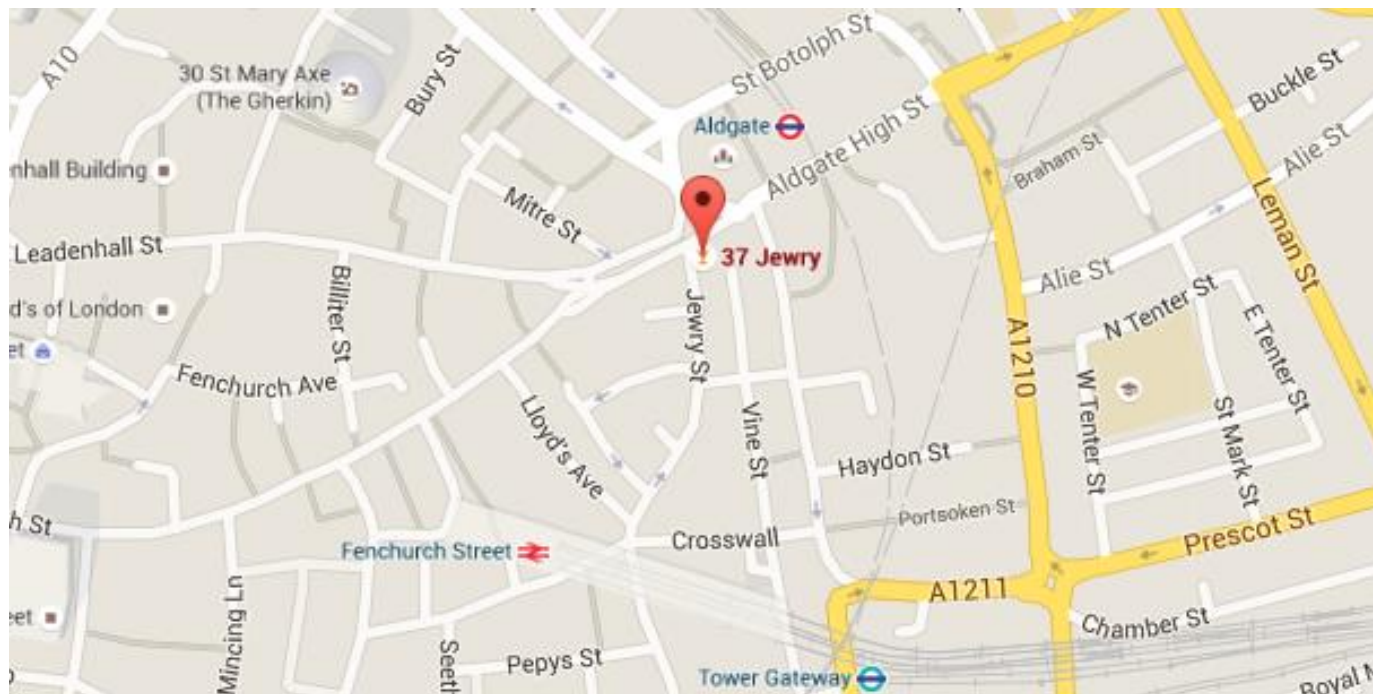 A10
30 St Mary Axe
(The Gherkin)
Bury St
St Botolph St
Aldgate
Aldgate High St
Buckle St
Braham St
Alie St
Leman St
nhall Building
Mitre St
Leadenhall St
37 Jewry
Alie St
Billiter St
d's of London
Jewry St
A1210
N Tenter St
E Tenter St
et
Fenchurch Ave
Lloyd's Ave
Vine St
W Tenter St
St Mark St
Haydon St
Portsoken St
h St
Fenchurch Street
Crosswall
Prescot St
A1211
Mincing Ln
Chamber St
eet
Seeth
Pepys St
Tower Gateway
Royal M